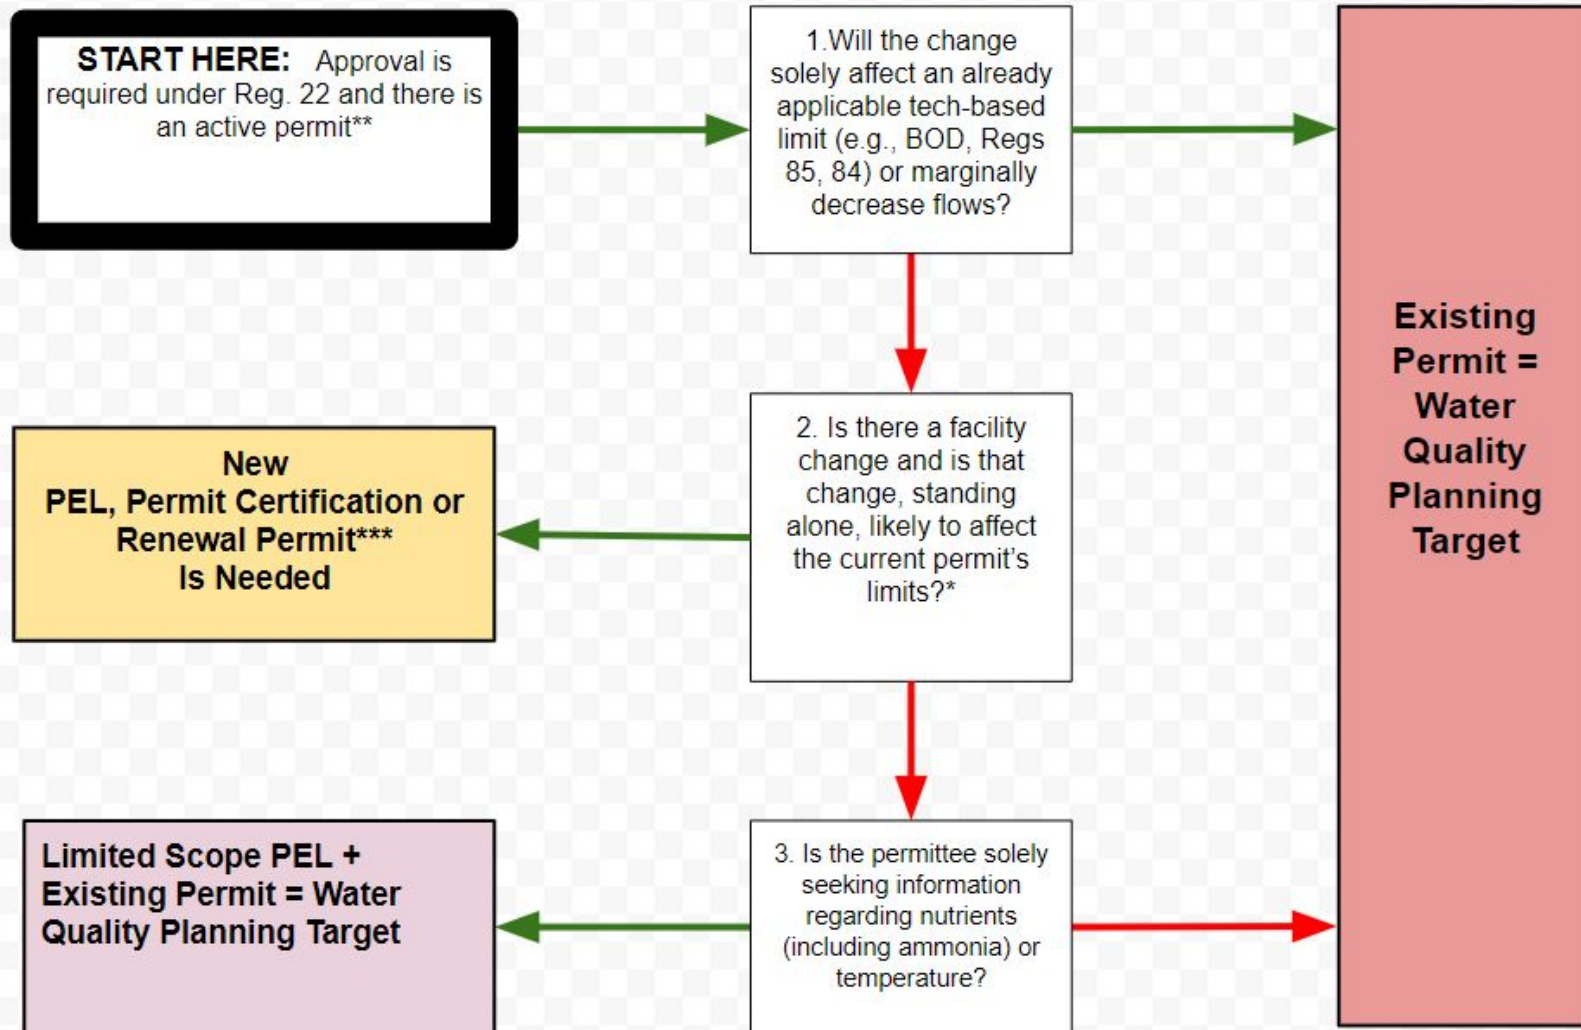 START HERE: Approval is
required under Reg. 22 and there is
an active permit**
1.Will the change
solely affect an already
applicable tech-based
limit (e.g., BOD, Regs
85, 84) or marginally
decrease flows?
Existing
Permit =
Water
Quality
Planning
Target
2. Is there a facility
change and is that
change, standing
alone, likely to affect
the current permit's
limits?*
New
PEL, Permit Certification or
Renewal Permit***
Is Needed
3. Is the permittee solely
seeking information
regarding nutrients
(including ammonia) or
temperature?
Limited Scope PEL +
Existing Permit = Water
Quality Planning Target